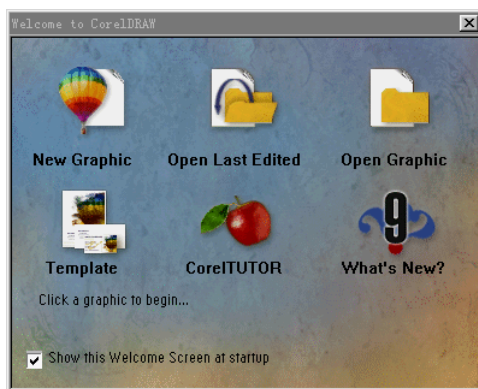 Welcome to CorelDRAW
New Graphic Open Last Edited Open Graphic
9
Template CorelTUTOR What's New?
Click a graphic to begin...
Show this Welcome Screen at startup